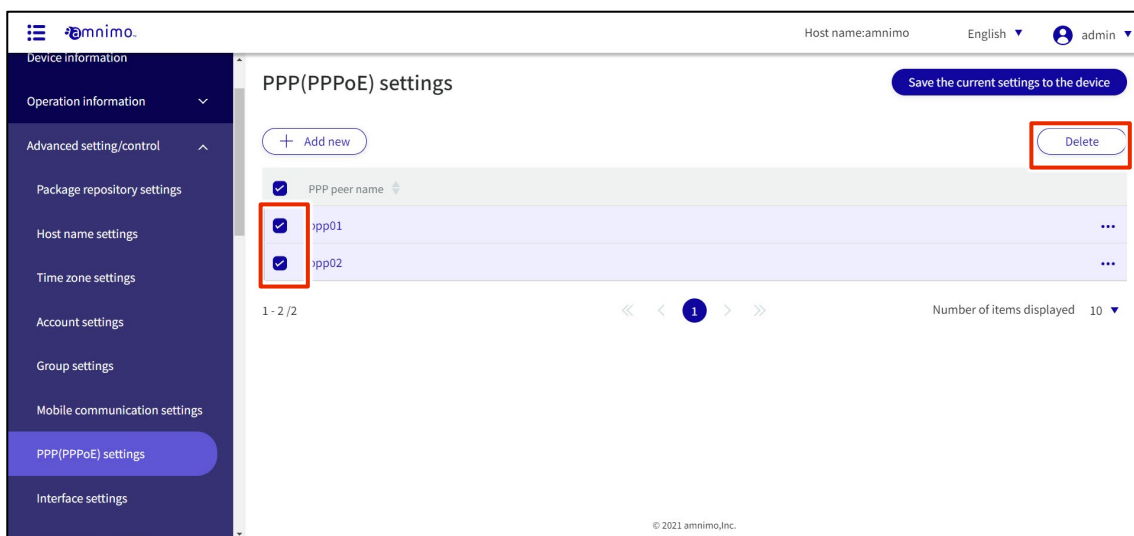 amnimo
Host name:amnimo
English
admin
Device information
Operation information
Advanced setting/control
Package repository settings
Host name settings
Time zone settings
Account settings
Group settings
Mobile communication settings
PPP(PPPoE) settings
Interface settings
PPP(PPPoE) settings
Save the current settings to the device
+ Add new
Delete
PPP peer name
ppp01
ppp02
1 - 2 /2
1
Number of items displayed 10
© 2021 amnimo,Inc.